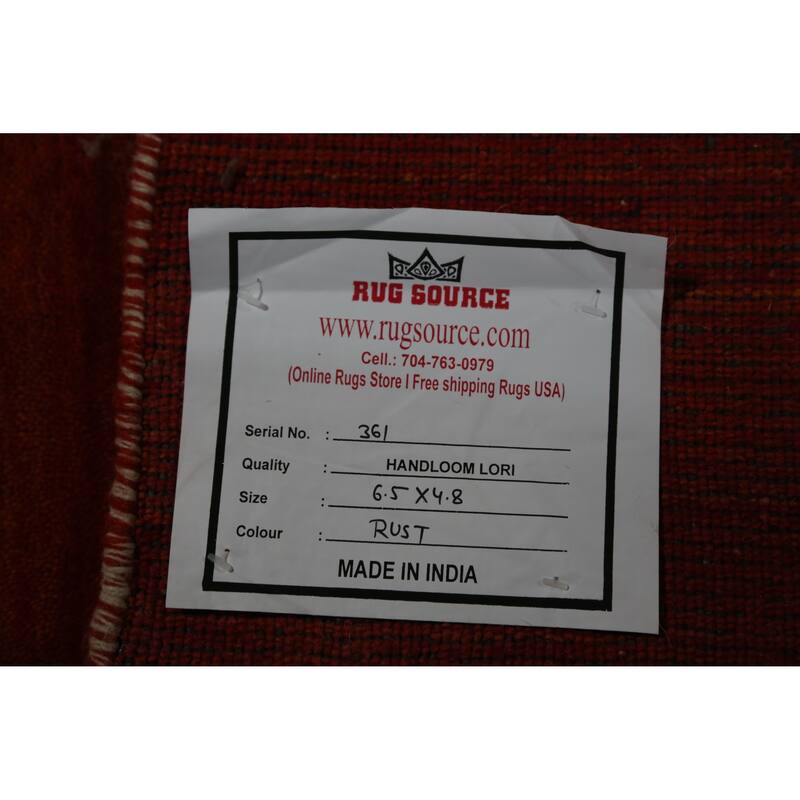 RUG SOURCE
www.rugsource.com
Cell.: 704-763-0979
(Online Rugs Store I Free shipping Rugs USA)
Serial No. : 361
Quality : HANDLOOM LORI
Size : 6.5 X 4.8
Colour : RUST
MADE IN INDIA